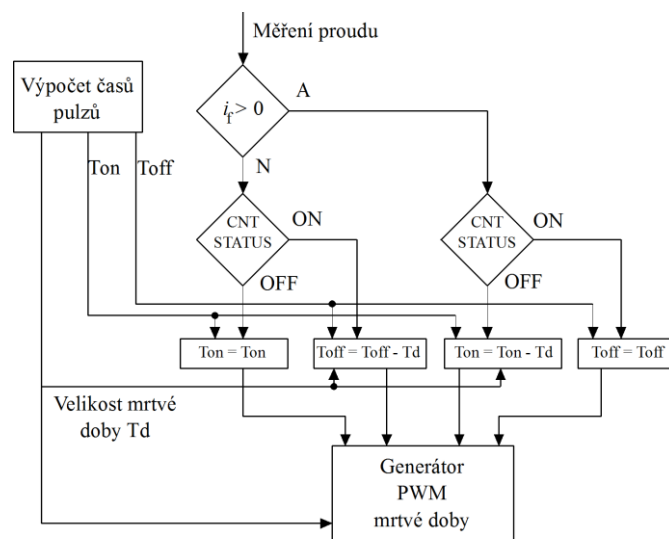 Měření proudu
Výpočet časů
pulzů
i_f > 0
A
Ton
Toff
N
CNT
STATUS
ON
OFF
CNT
STATUS
ON
OFF
Ton = Ton
Toff = Toff - Td
Ton = Ton - Td
Toff = Toff
Velikost mrtvé
doby Td
Generátor
PWM
mrtvé doby